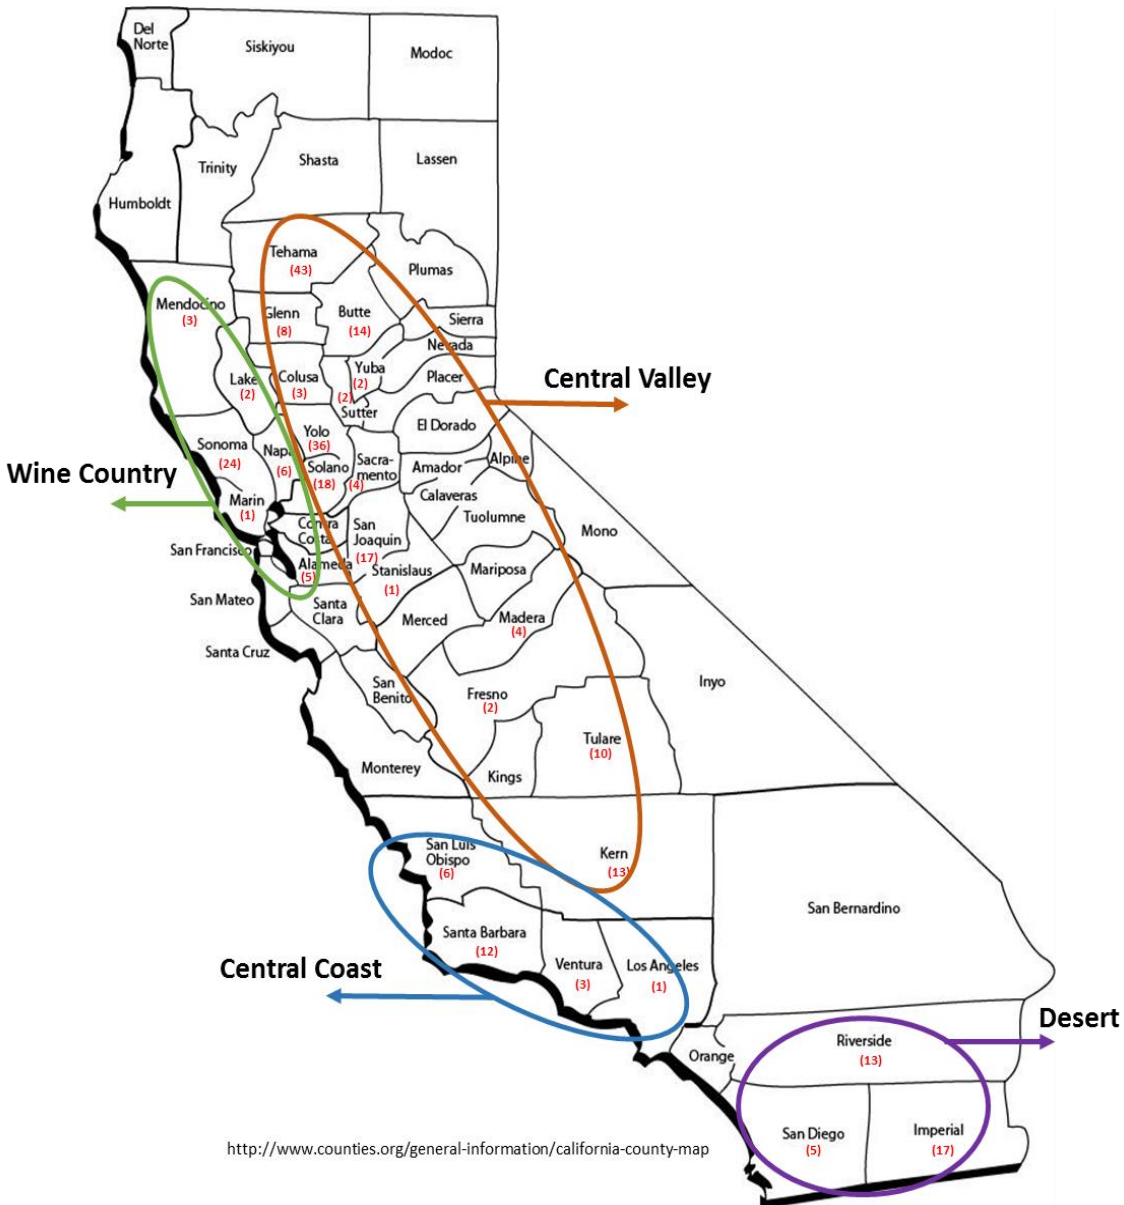 Del
Norte
Siskiyou
Modoc
Trinity
Shasta
Lassen
Humboldt
Tehama
(43)
Plumas
Mendocino
(3)
Glenn
(8)
Butte
(14)
Sierra
Nevada
Lake
(2)
Colusa
(3)
Yuba
(2)
Placer
(2)
Sutter
Central Valley
El Dorado
Yolo
(36)
Sonoma
(24)
Napa
(6)
Solano
(18)
Sacra-
mento
(4)
Amador
Alpine
Wine Country
Marin
(1)
Calaveras
Tuolumne
Contra
Costa
San
Joaquin
(17)
Mono
San Francisco
Alameda
(5)
Stanislaus
(1)
Mariposa
San Mateo
Santa
Clara
Merced
Madera
(4)
Santa Cruz
San
Benito
Fresno
(2)
Inyo
Tulare
(10)
Monterey
Kings
San Luis
Obispo
(6)
Kern
(13)
San Bernardino
Santa Barbara
(12)
Ventura
(3)
Los Angeles
(1)
Central Coast
Desert
Orange
Riverside
(13)
San Diego
(5)
Imperial
(17)
http://www.counties.org/general-information/california-county-map